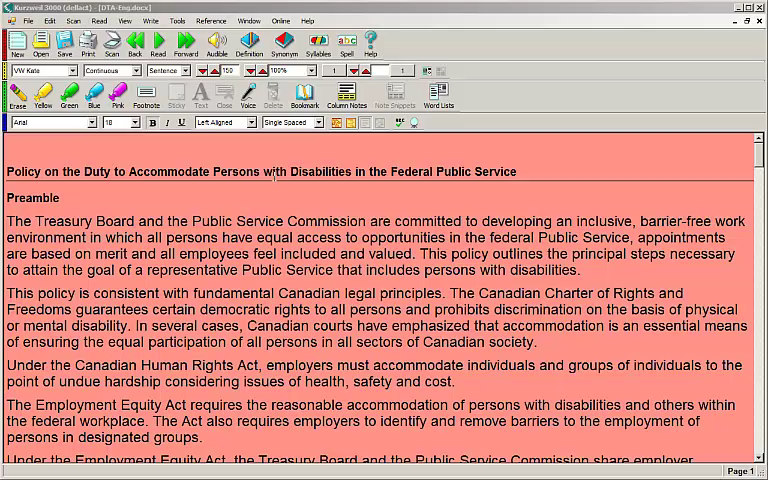 Kurzweil 3000 (deBact) - [DTA-Eng.docx]
File Edit Scan Read View Write Tools Reference Window Online Help
New Open Save Print Scan Back Read Forward Audible Definition Synonym Syllables Spell Help
VW Kate Continuous Sentence 150 100% 1 1
Erase Yellow Green Blue Pink Footnote Sticky Text Close Voice Delete Bookmark Column Notes Note Snippets Word Lists
Arial 18 B I U Left Aligned Single Spaced
Policy on the Duty to Accommodate Persons with Disabilities in the Federal Public Service
Preamble
The Treasury Board and the Public Service Commission are committed to developing an inclusive, barrier-free work
environment in which all persons have equal access to opportunities in the federal Public Service, appointments
are based on merit and all employees feel included and valued. This policy outlines the principal steps necessary
to attain the goal of a representative Public Service that includes persons with disabilities.
This policy is consistent with fundamental Canadian legal principles. The Canadian Charter of Rights and
Freedoms guarantees certain democratic rights to all persons and prohibits discrimination on the basis of physical
or mental disability. In several cases, Canadian courts have emphasized that accommodation is an essential means
of ensuring the equal participation of all persons in all sectors of Canadian society.
Under the Canadian Human Rights Act, employers must accommodate individuals and groups of individuals to the
point of undue hardship considering issues of health, safety and cost.
The Employment Equity Act requires the reasonable accommodation of persons with disabilities and others within
the federal workplace. The Act also requires employers to identify and remove barriers to the employment of
persons in designated groups.
Under the Employment Equity Act, the Treasury Board and the Public Service Commission share employer
Page 1